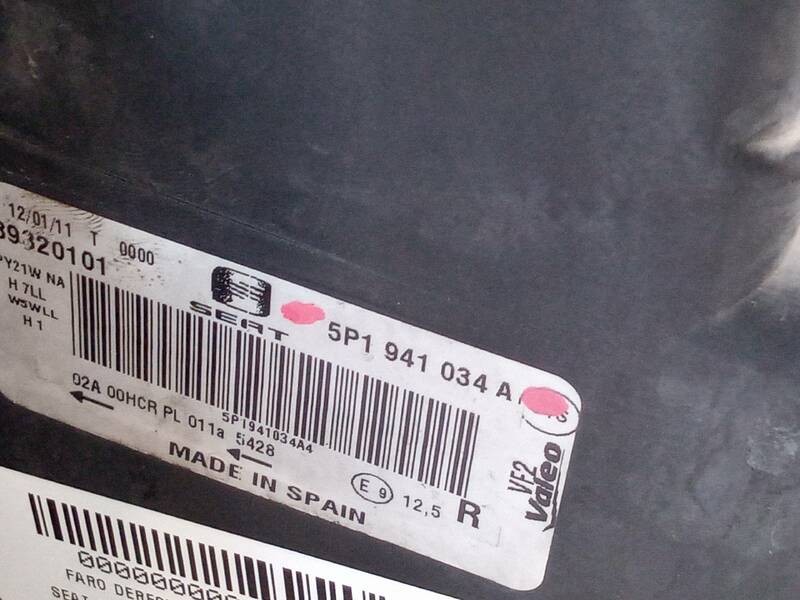 12/01/11 T 0000
89320101
PY21W NA
H 7LL
W5WLL
H 1
SEAT
5P1 941 034 A
02A 00HCR PL 011a 5428
5P1941034A4
MADE IN SPAIN
E 9 12,5 R
VF2
Valeo
FARO
SEAT